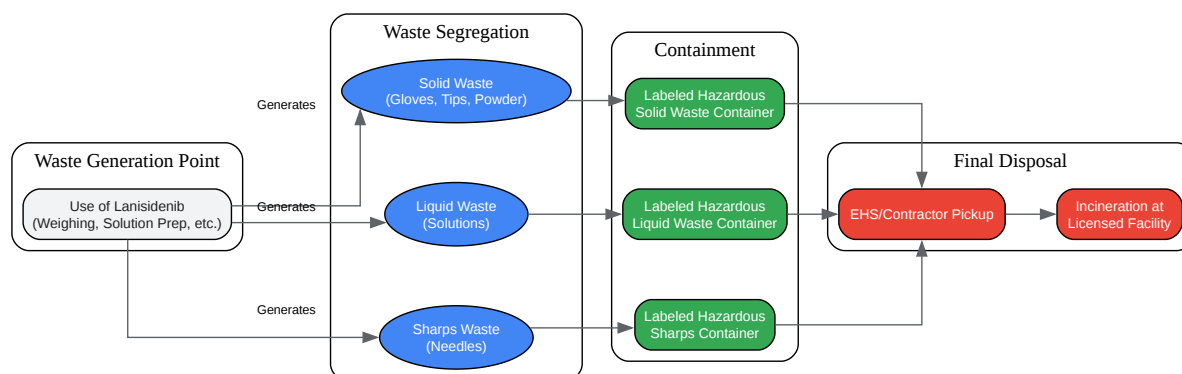 Waste Segregation
Containment
Solid Waste
(Gloves, Tips, Powder)
Generates
Labeled Hazardous
Solid Waste Container
Waste Generation Point
Final Disposal
Use of Lanisidenib
(Weighing, Solution Prep, etc.)
Generates
Liquid Waste
(Solutions)
Labeled Hazardous
Liquid Waste Container
EHS/Contractor Pickup
Incineration at
Licensed Facility
Generates
Sharps Waste
(Needles)
Labeled Hazardous
Sharps Container